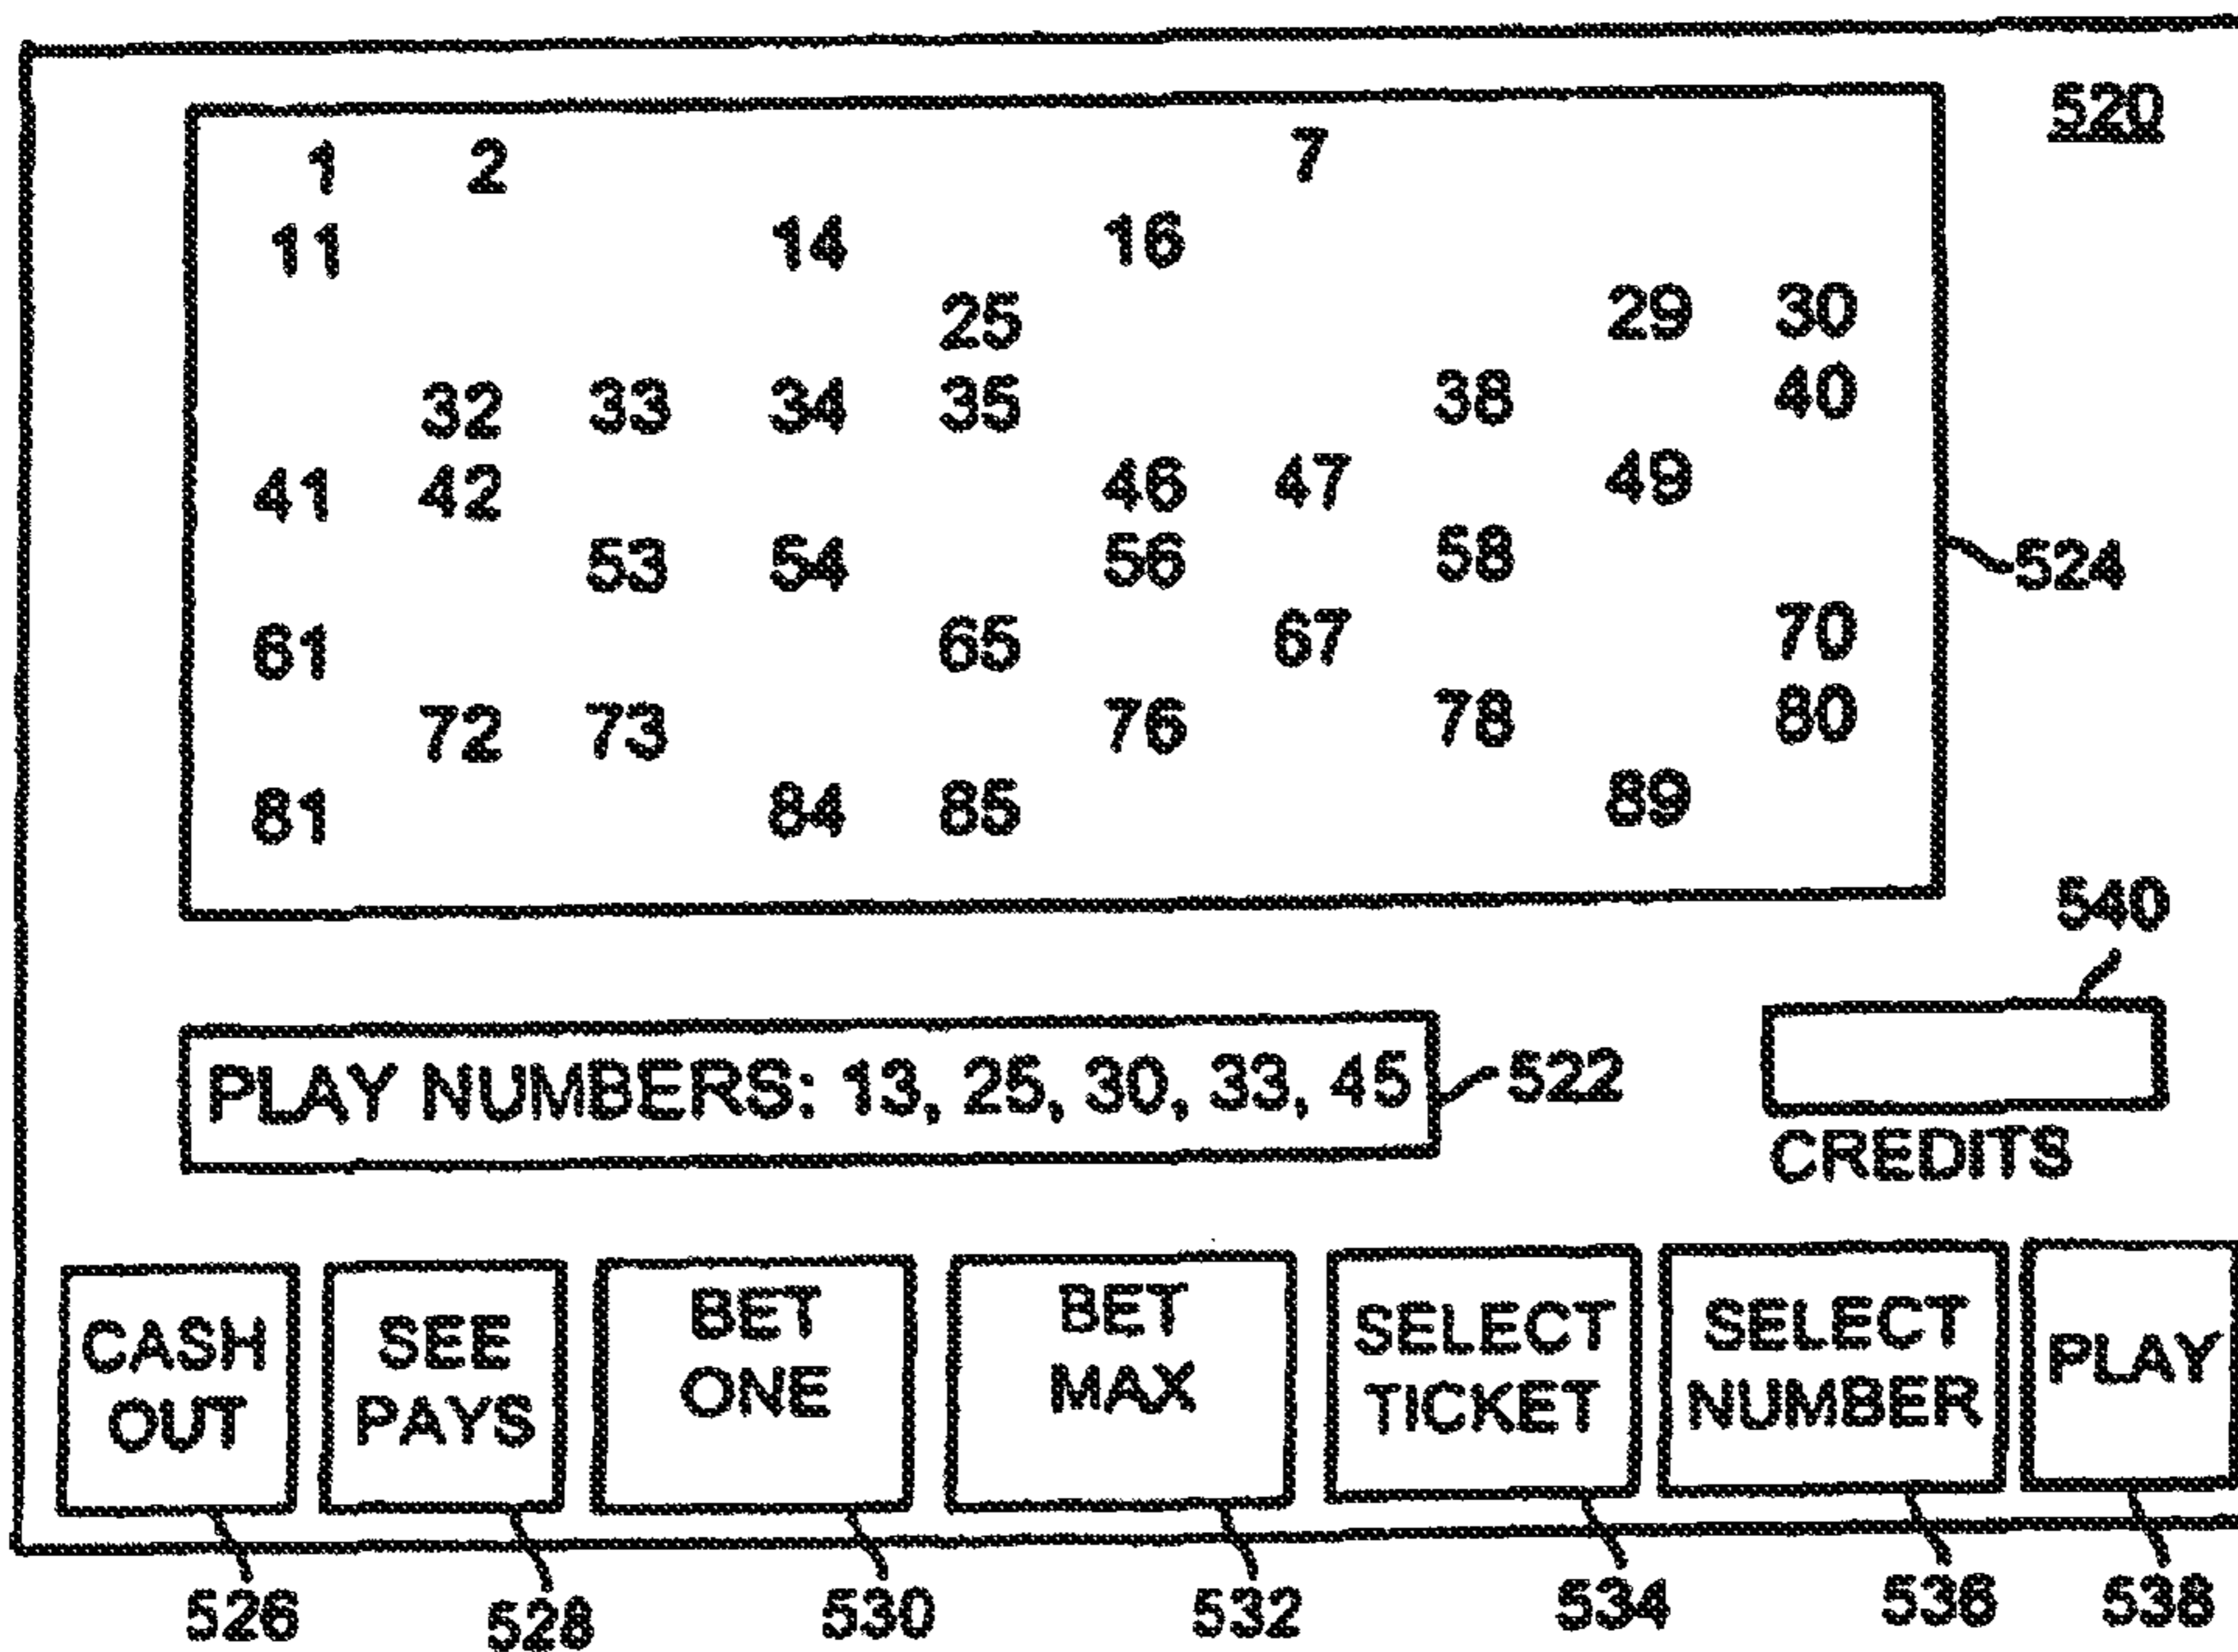 520
1 2 7
11 14 16
25 29 30
32 33 34 35 38 40
41 42 46 47 49
53 54 56 58
524
61 65 67 70
72 73 76 78 80
81 84 85 89
540
PLAY NUMBERS: 13, 25, 30, 33, 45
522
CREDITS
CASH
OUT
SEE
PAYS
BET
ONE
BET
MAX
SELECT
TICKET
SELECT
NUMBER
PLAY
526 528 530 532 534 536 538